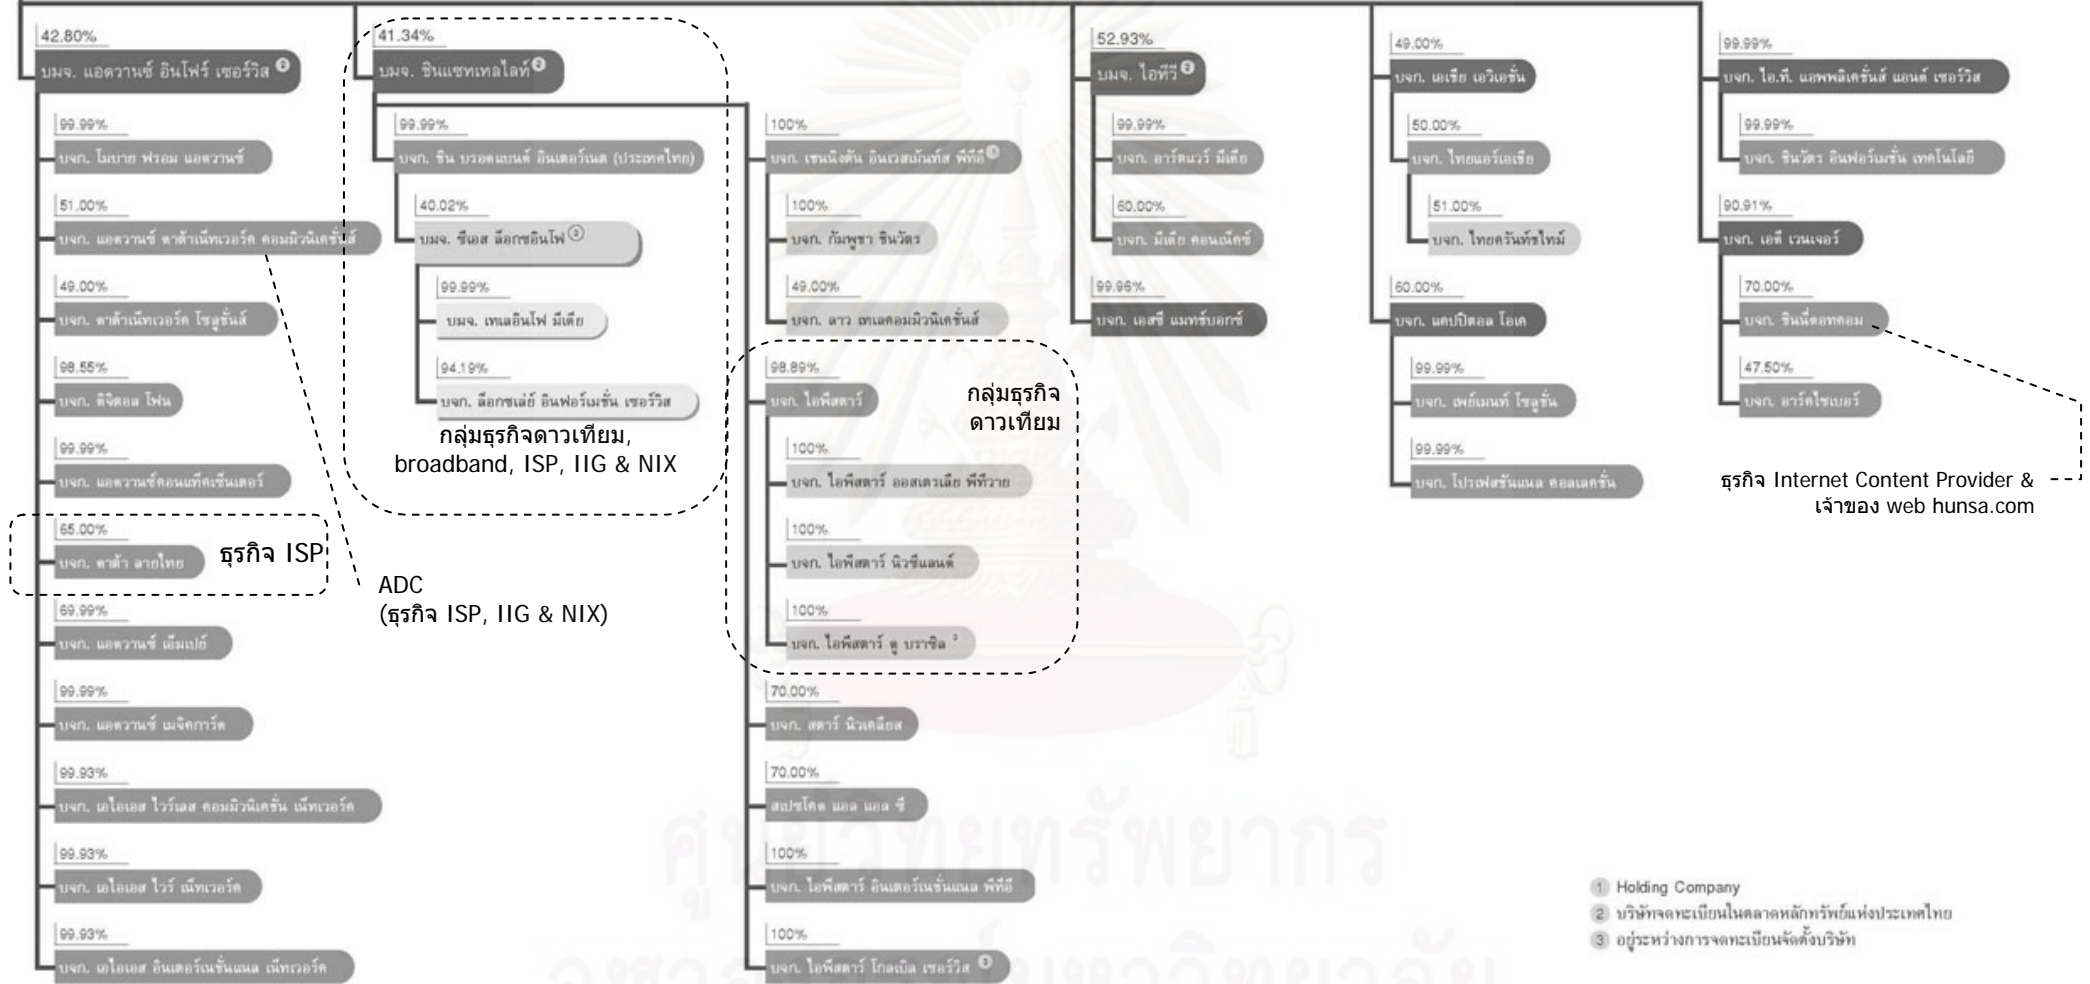 42.80%
บมจ. แอดวานซ์ อินโฟร์ เซอร์วิส 2
99.99%
บจก. โมบาย ฟรอม แอดวานซ์
51.00%
บจก. แอดวานซ์ ดาต้าเน็ทเวอร์ค คอมมิวนิเคชั่นส์
49.00%
บจก. ดาต้าเน็ทเวอร์ค โซลูชั่นส์
98.55%
บจก. ดิจิตอล โฟน
99.99%
บจก. แอดวานซ์คอนแท็คเซ็นเตอร์
65.00%
บจก. ดาต้า ลายไทย
ธุรกิจ ISP
69.99%
บจก. แอดวานซ์ เอ็มเปย์
99.99%
บจก. แอดวานซ์ เมจิคการ์ด
99.93%
บจก. เอไอเอส ไวร์เลส คอมมิวนิเคชั่น เน็ทเวอร์ค
99.93%
บจก. เอไอเอส ไวร์ เน็ทเวอร์ค
99.93%
บจก. เอไอเอส อินเตอร์เนชั่นแนล เน็ทเวอร์ค
ADC
(ธุรกิจ ISP, IIG & NIX)
41.34%
บมจ. ชินแซทเทลไลท์ 2
99.99%
บจก. ชิน บรอดแบนด์ อินเตอร์เนต (ประเทศไทย)
40.02%
บมจ. ซีเอส ล็อกซอินโฟ 2
99.99%
บมจ. เทเลอินโฟ มีเดีย
94.19%
บจก. ล็อกซเล่ย์ อินฟอร์เมชั่น เซอร์วิส
กลุ่มธุรกิจดาวเทียม,
broadband, ISP, IIG & NIX
100%
บจก. เชนนิงตัน อินเวสเม้นท์ส พีทีอี 1
100%
บจก. กัมพูชา ชินวัตร
49.00%
บจก. ลาว เทเลคอมมิวนิเคชั่นส์
98.89%
บจก. ไอพีสตาร์
กลุ่มธุรกิจ
ดาวเทียม
100%
บจก. ไอพีสตาร์ ออสเตรเลีย พีทีวาย
100%
บจก. ไอพีสตาร์ นิวซีแลนด์
100%
บจก. ไอพีสตาร์ ดู บราซิล 3
70.00%
บจก. สตาร์ นิวเคลียส
70.00%
สเปซโคด แอล แอล ซี
100%
บจก. ไอพีสตาร์ อินเตอร์เนชั่นแนล พีทีอี
100%
บจก. ไอพีสตาร์ โกลเบิล เซอร์วิส 3
52.93%
บมจ. ไอทีวี 2
99.99%
บจก. อาร์ตแวร์ มีเดีย
60.00%
บจก. มีเดีย คอนเน็คซ์
99.96%
บจก. เอสซี แมทช์บอกซ์
49.00%
บจก. เอเชีย เอวิเอชั่น
50.00%
บจก. ไทยแอร์เอเชีย
51.00%
บจก. ไทยครันท์ชไทม์
60.00%
บจก. แคปปิตอล โอเค
99.99%
บจก. เพย์เมนท์ โซลูชั่น
99.99%
บจก. โปรเฟสชันแนล คอลเลคชั่น
99.99%
บจก. ไอ.ที. แอพพลิเคชั่นส์ แอนด์ เซอร์วิส
99.99%
บจก. ชินวัตร อินฟอร์เมชั่น เทคโนโลยี
90.91%
บจก. เอดี เวนเจอร์
70.00%
บจก. ชินนี่ดอทคอม
47.50%
บจก. อาร์คไซเบอร์
ธุรกิจ Internet Content Provider &
เจ้าของ web hunsa.com
1 Holding Company
2 บริษัทจดทะเบียนในตลาดหลักทรัพย์แห่งประเทศไทย
3 อยู่ระหว่างการจดทะเบียนจัดตั้งบริษัท
ศูนย์วิทยทรัพยากร
จุฬาลงกรณ์มหาวิทยาลัย